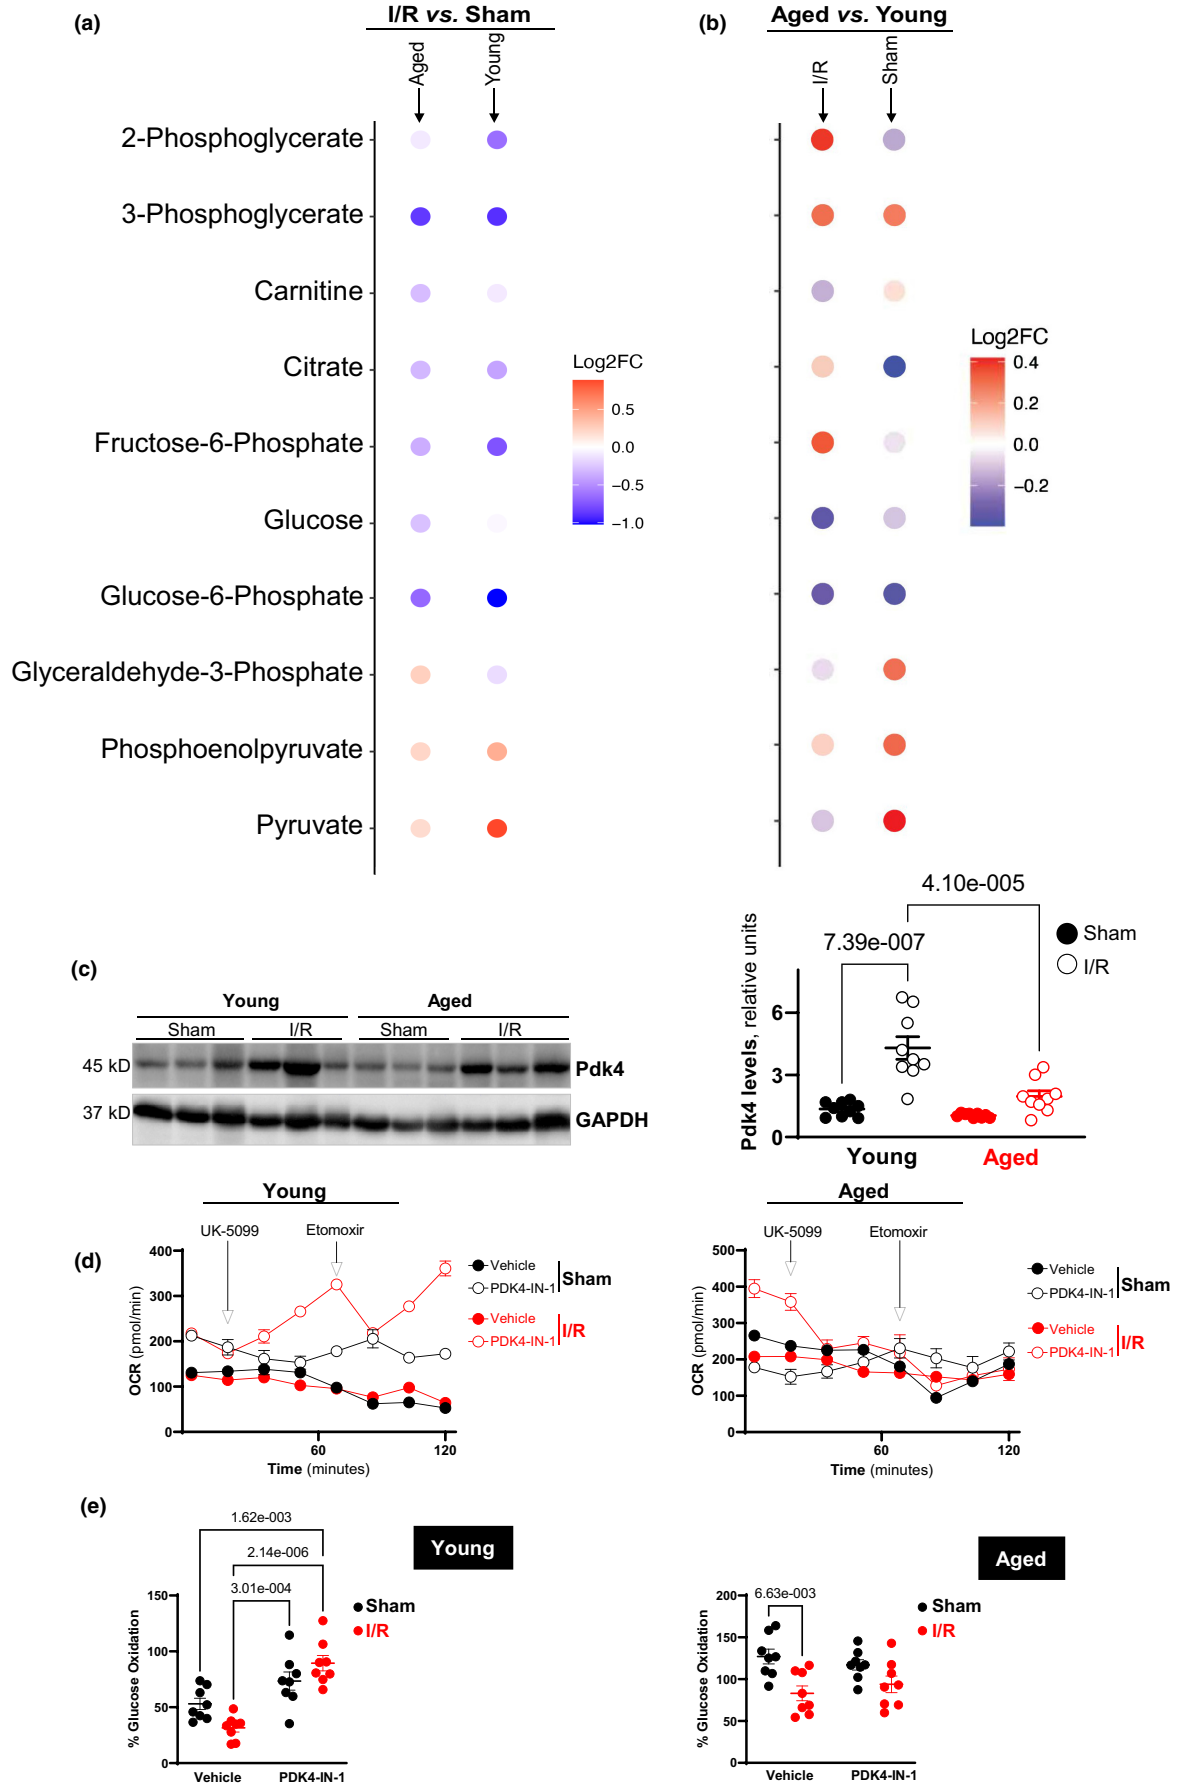 (a)
I/R vs. Sham
Aged
Young
(b)
Aged vs. Young
I/R
Sham
2-Phosphoglycerate
3-Phosphoglycerate
Carnitine
Citrate
Fructose-6-Phosphate
Glucose
Glucose-6-Phosphate
Glyceraldehyde-3-Phosphate
Phosphoenolpyruvate
Pyruvate
Log2FC
0.5
0.0
−0.5
−1.0
Log2FC
0.4
0.2
0.0
−0.2
(c)
Young
Aged
Sham
I/R
Sham
I/R
45 kD
Pdk4
37 kD
GAPDH
Pdk4 levels, relative units
6
3
0
7.39e-007
4.10e-005
Sham
I/R
Young
Aged
(d)
Young
UK-5099
Etomoxir
OCR (pmol/min)
400
300
200
100
0
60
120
Time (minutes)
Vehicle
PDK4-IN-1
Sham
Vehicle
PDK4-IN-1
I/R
Aged
UK-5099
Etomoxir
OCR (pmol/min)
500
400
300
200
100
0
60
120
Time (minutes)
Vehicle
PDK4-IN-1
Sham
Vehicle
PDK4-IN-1
I/R
(e)
1.62e-003
2.14e-006
3.01e-004
Young
% Glucose Oxidation
150
100
50
0
Vehicle
PDK4-IN-1
Sham
I/R
Aged
6.63e-003
% Glucose Oxidation
200
150
100
50
0
Vehicle
PDK4-IN-1
Sham
I/R